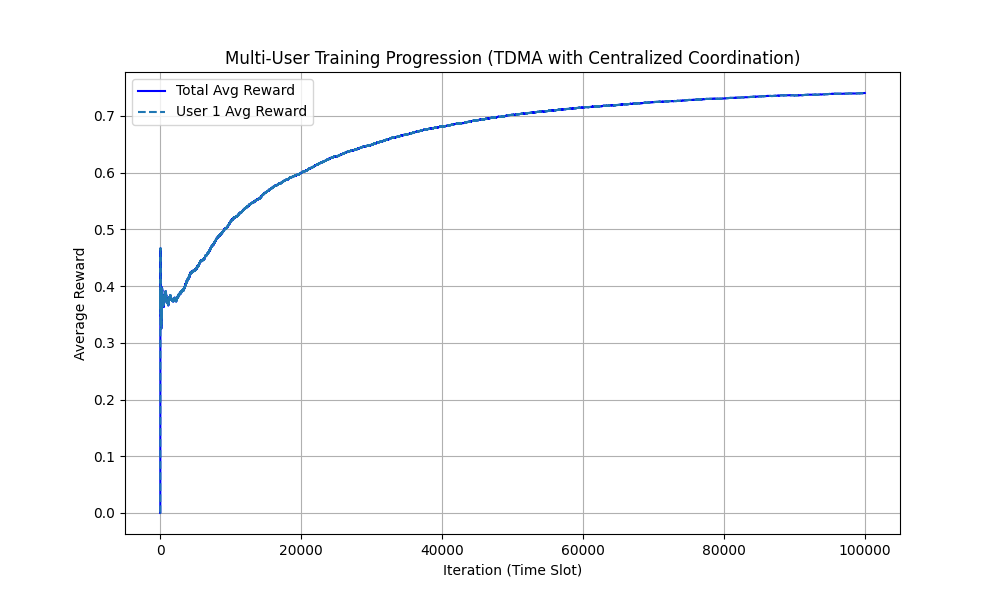 Multi-User Training Progression (TDMA with Centralized Coordination)
Total Avg Reward
User 1 Avg Reward
Average Reward
0.7
0.6
0.5
0.4
0.3
0.2
0.1
0.0
0 20000 40000 60000 80000 100000
Iteration (Time Slot)